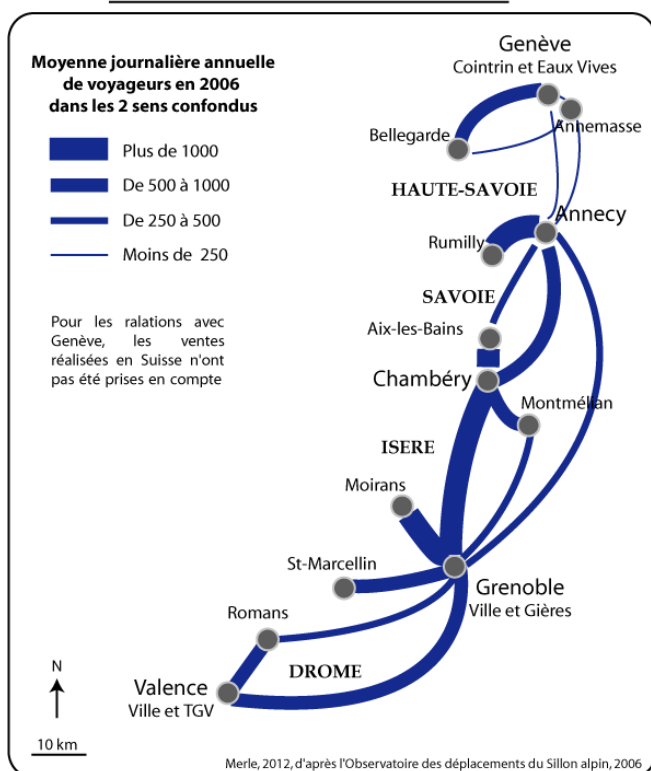 Moyenne journalière annuelle
de voyageurs en 2006
dans les 2 sens confondus
Plus de 1000
De 500 à 1000
De 250 à 500
Moins de 250
Pour les ralations avec
Genève, les ventes
réalisées en Suisse n'ont
pas été prises en compte
Genève
Cointrin et Eaux Vives
Annemasse
Bellegarde
HAUTE-SAVOIE
Annecy
Rumilly
SAVOIE
Aix-les-Bains
Chambéry
Montmélian
ISERE
Moirans
St-Marcellin
Grenoble
Ville et Gières
Romans
DROME
Valence
Ville et TGV
N
10 km
Merle, 2012, d'après l'Observatoire des déplacements du Sillon alpin, 2006